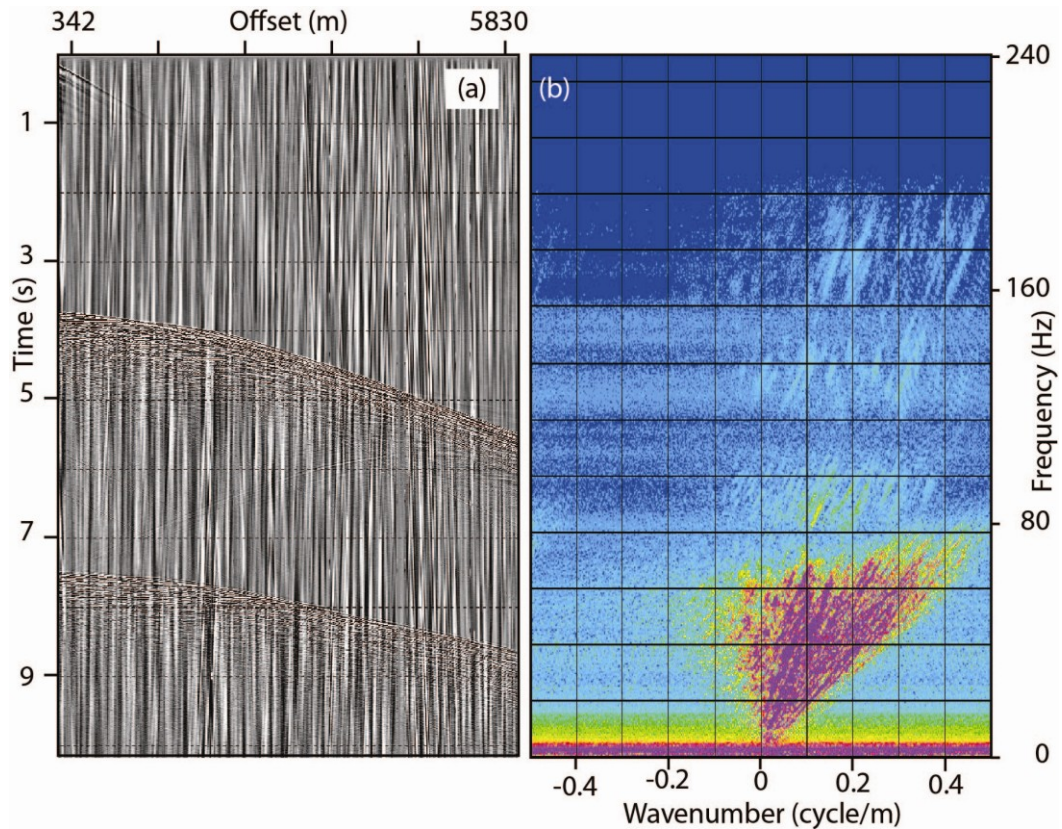 342 Offset (m) 5830
(a)
1
3
Time (s)
5
7
9
(b)
240
160
Frequency (Hz)
80
0
-0.4 -0.2 0 0.2 0.4
Wavenumber (cycle/m)